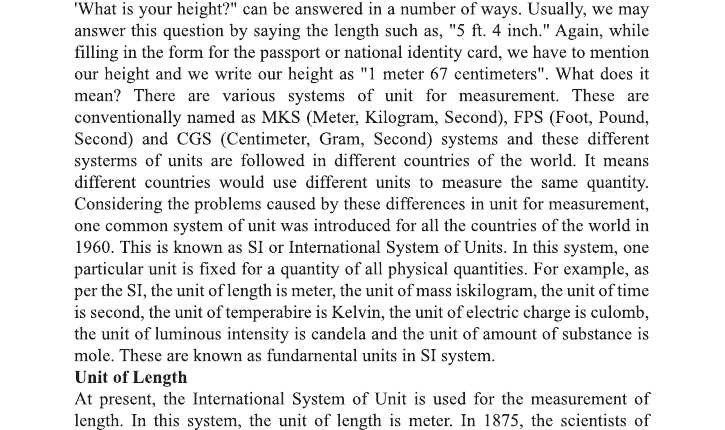 'What is your height?" can be answered in a number of ways. Usually, we may
answer this question by saying the length such as, "5 ft. 4 inch." Again, while
filling in the form for the passport or national identity card, we have to mention
our height and we write our height as "1 meter 67 centimeters". What does it
mean? There are various systems of unit for measurement. These are
conventionally named as MKS (Meter, Kilogram, Second), FPS (Foot, Pound,
Second) and CGS (Centimeter, Gram, Second) systems and these different
systerms of units are followed in different countries of the world. It means
different countries would use different units to measure the same quantity.
Considering the problems caused by these differences in unit for measurement,
one common system of unit was introduced for all the countries of the world in
1960. This is known as SI or International System of Units. In this system, one
particular unit is fixed for a quantity of all physical quantities. For example, as
per the SI, the unit of length is meter, the unit of mass iskilogram, the unit of time
is second, the unit of temperabire is Kelvin, the unit of electric charge is culomb,
the unit of luminous intensity is candela and the unit of amount of substance is
mole. These are known as fundarnental units in SI system.
Unit of Length
At present, the International System of Unit is used for the measurement of
length. In this system, the unit of length is meter. In 1875, the scientists of